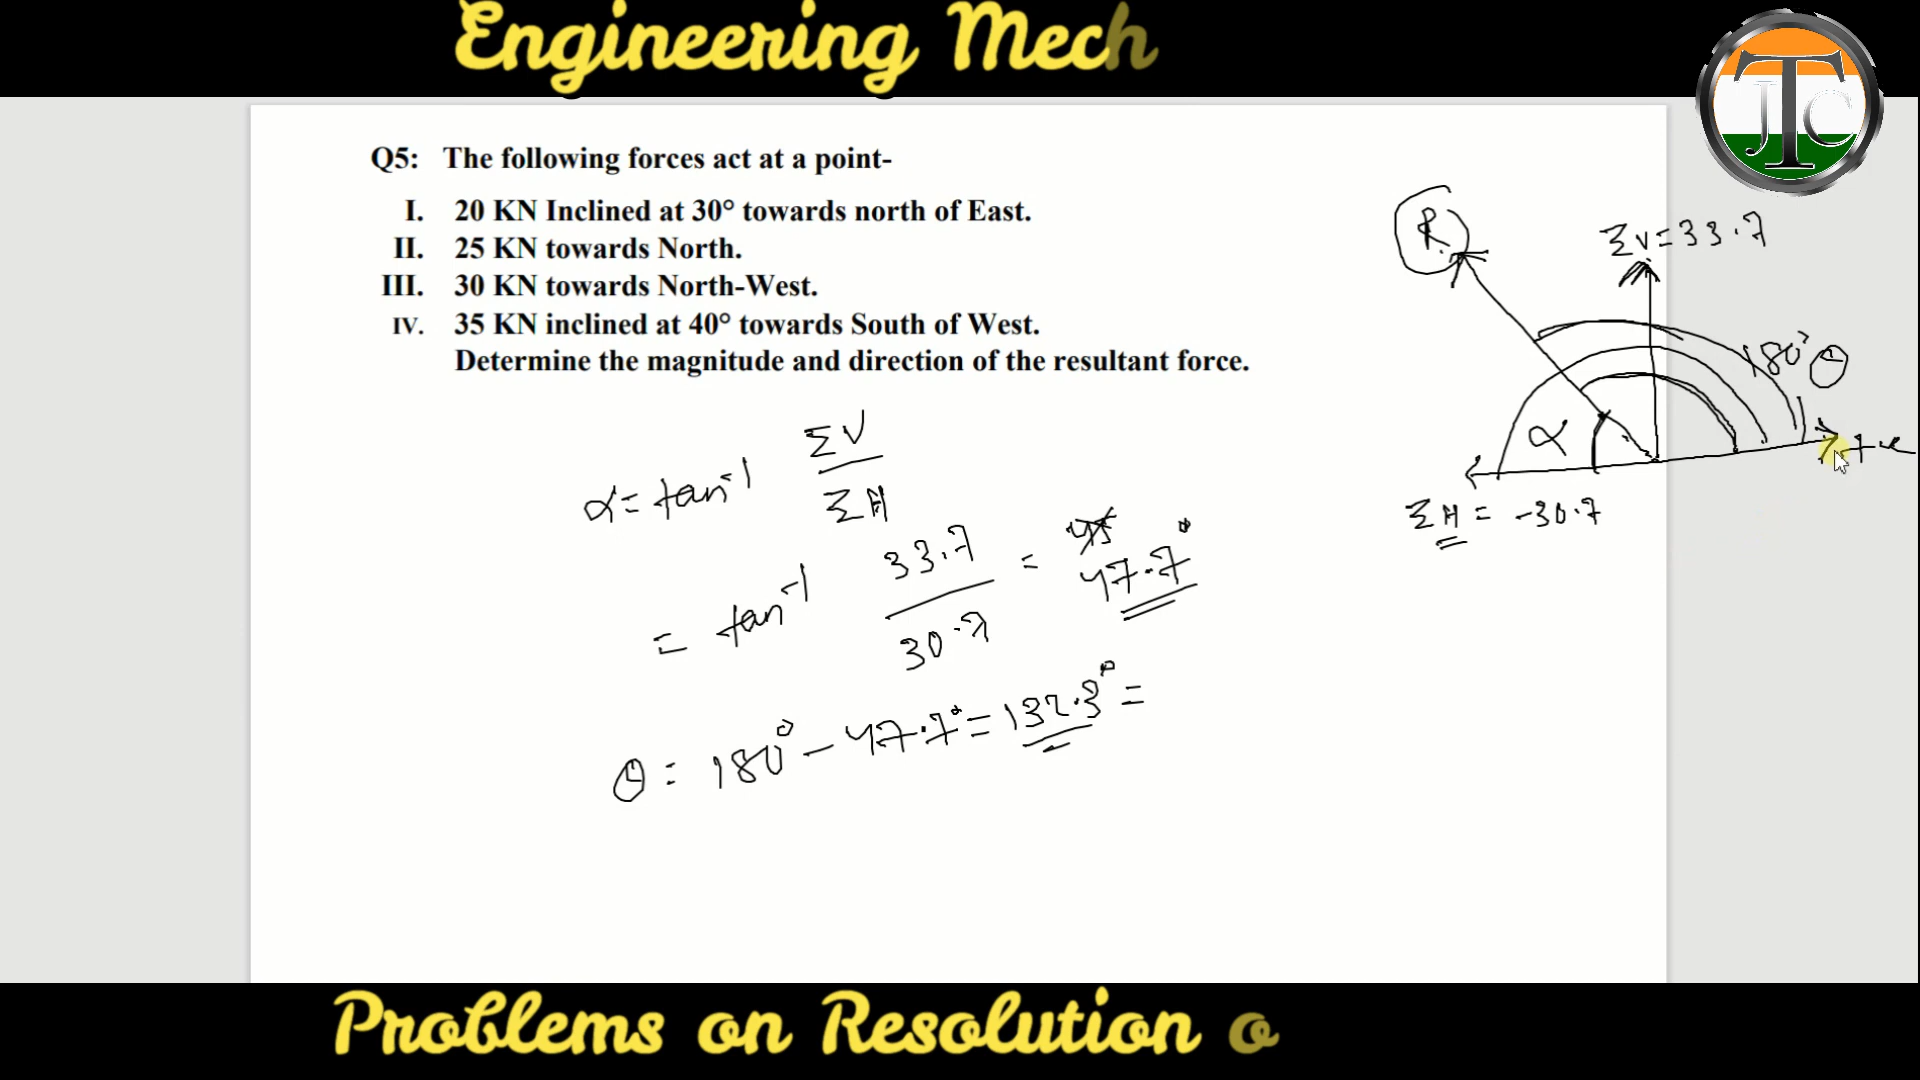 Engineering Mech
JTC
Q5: The following forces act at a point-
I. 20 KN Inclined at 30° towards north of East.
II. 25 KN towards North.
III. 30 KN towards North-West.
IV. 35 KN inclined at 40° towards South of West.
Determine the magnitude and direction of the resultant force.
R
ΣV=33.7
180° θ
α
+x
ΣH = -30.7
α = tan⁻¹ ΣV/ΣH
= tan⁻¹ 33.7/30.7 = 47.7°
θ = 180° - 47.7° = 132.3° =
Problems on Resolution o